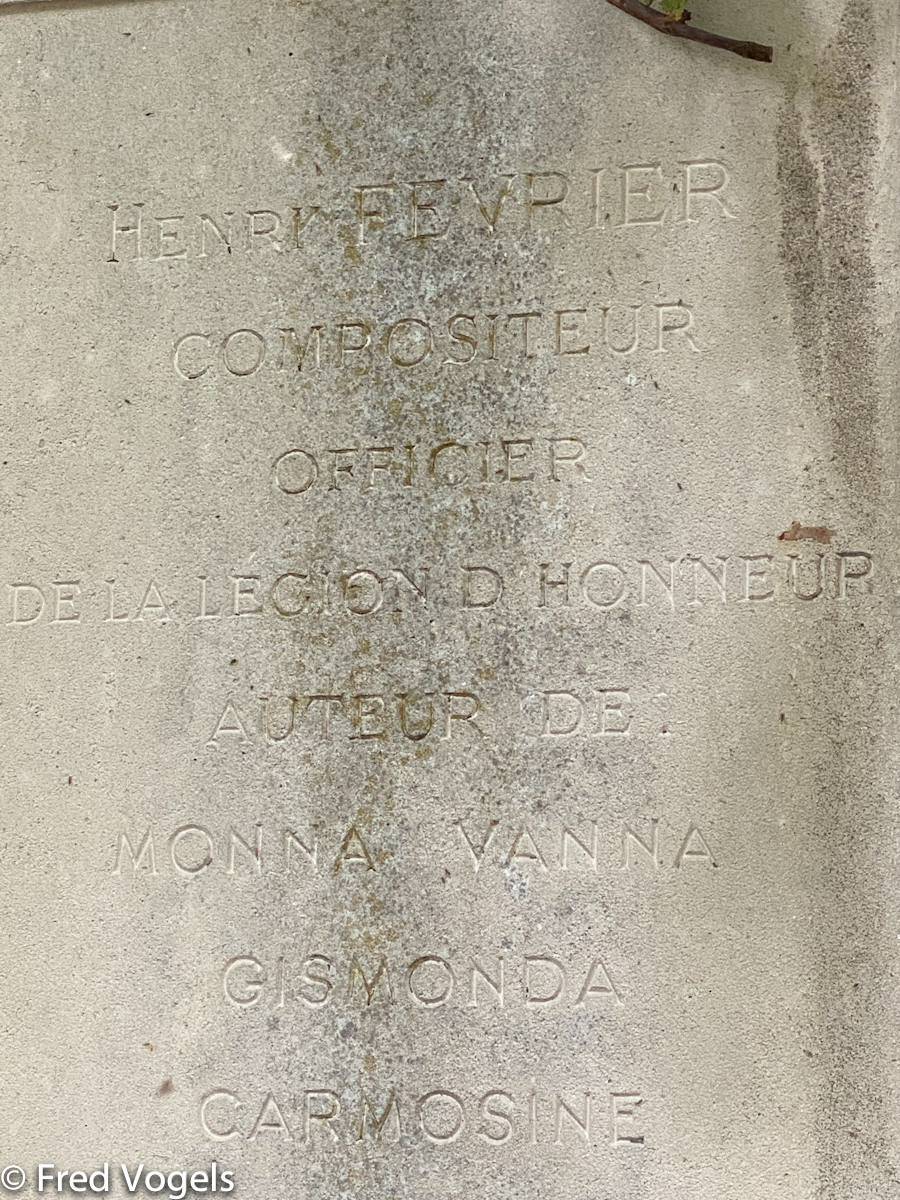 HENRY FEVRIER
COMPOSITEUR
OFFICIER
DE LA LÉGION D'HONNEUR
AUTEUR DE:
MONNA VANNA
GISMONDA
CARMOSINE
© Fred Vogels